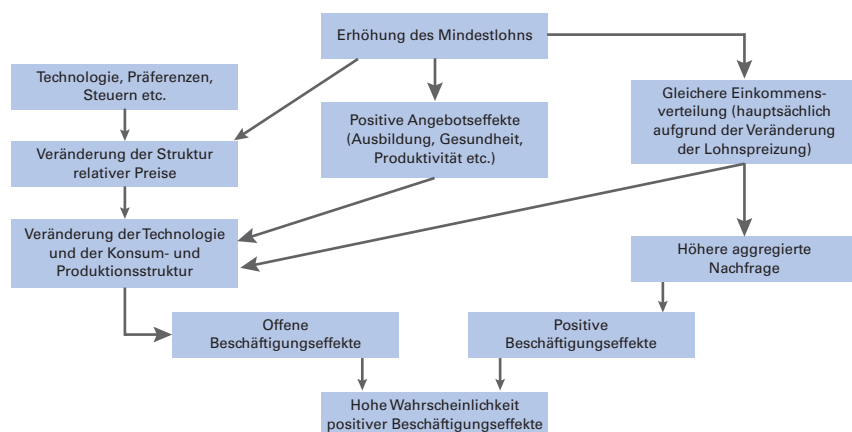 Erhöhung des Mindestlohns
Technologie, Präferenzen,
Steuern etc.
Positive Angebotseffekte
(Ausbildung, Gesundheit,
Produktivität etc.)
Gleichere Einkommens-
verteilung (hauptsächlich
aufgrund der Veränderung
der Lohnspreizung)
Veränderung der Struktur
relativer Preise
Veränderung der Technologie
und der Konsum- und
Produktionsstruktur
Höhere aggregierte
Nachfrage
Offene
Beschäftigungseffekte
Positive
Beschäftigungseffekte
Hohe Wahrscheinlichkeit
positiver Beschäftigungseffekte